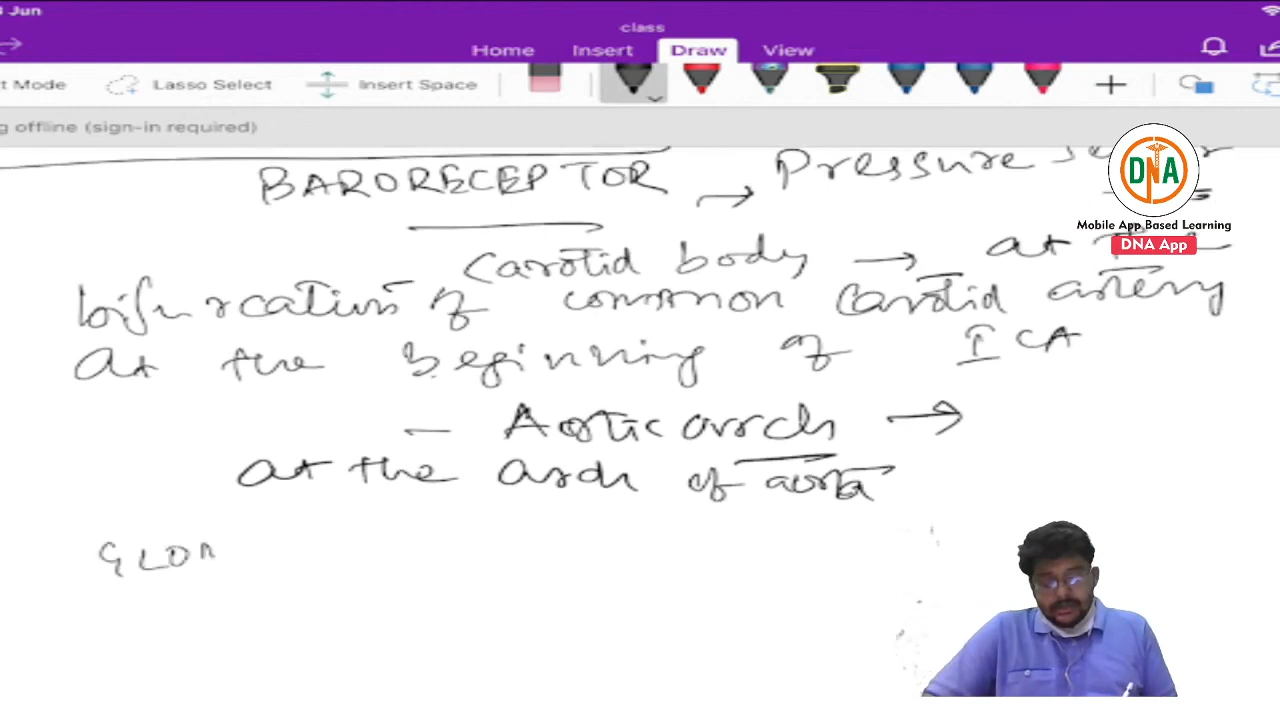 Jun
class
Home Insert Draw View
Mode Lasso Select Insert Space
offline (sign-in required)
BARORECEPTOR → Pressure
Carotid body → at the
bifurcation of common carotid artery
at the beginning of ICA
- Aortic arch →
at the arch of aorta
DNA
Mobile App Based Learning
DNA App